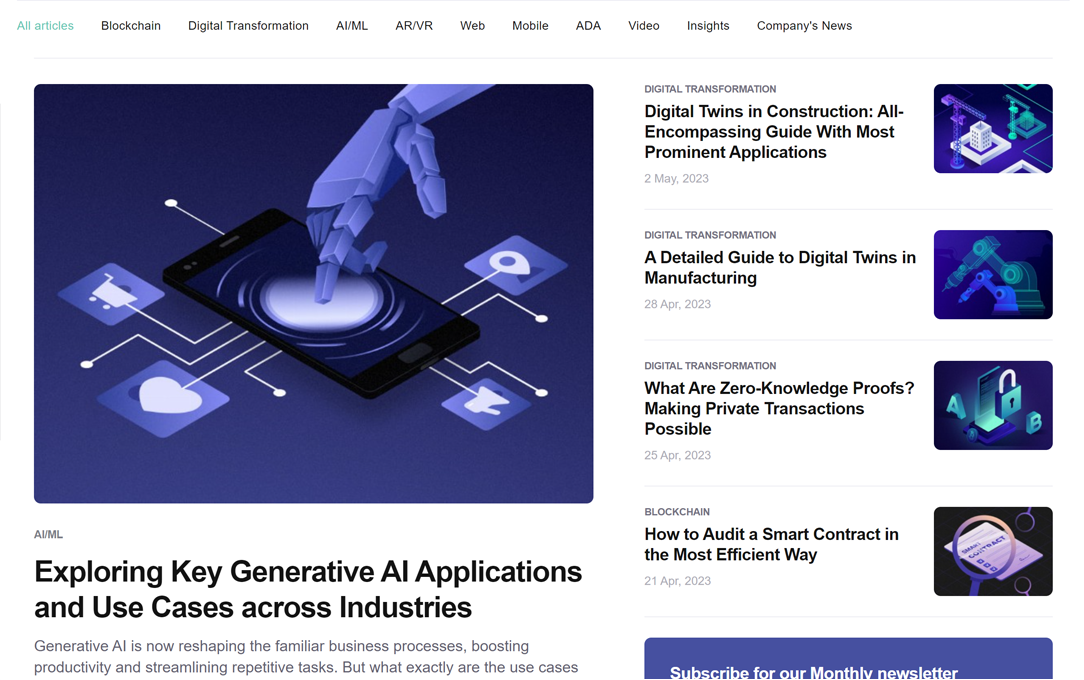 All articles Blockchain Digital Transformation AI/ML AR/VR Web Mobile ADA Video Insights Company's News
AI/ML
Exploring Key Generative AI Applications
and Use Cases across Industries
Generative AI is now reshaping the familiar business processes, boosting
productivity and streamlining repetitive tasks. But what exactly are the use cases
DIGITAL TRANSFORMATION
Digital Twins in Construction: All-
Encompassing Guide With Most
Prominent Applications
2 May, 2023
DIGITAL TRANSFORMATION
A Detailed Guide to Digital Twins in
Manufacturing
28 Apr, 2023
DIGITAL TRANSFORMATION
What Are Zero-Knowledge Proofs?
Making Private Transactions
Possible
25 Apr, 2023
A
B
BLOCKCHAIN
How to Audit a Smart Contract in
the Most Efficient Way
21 Apr, 2023
SMART
CONTRACT
Subscribe for our Monthly newsletter